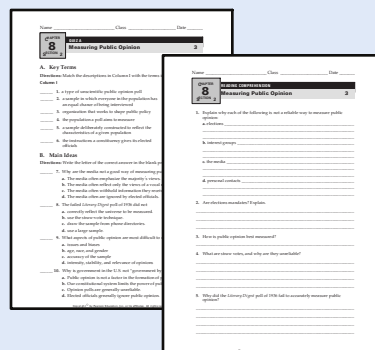 Name Class Date
CHAPTER
8
SECTION 2
QUIZ A
Measuring Public Opinion 3
A. Key Terms
Directions: Match the descriptions in Column I with the terms
Column I
1. a type of unscientific public opinion poll
2. a sample in which everyone in the population has
an equal chance of being interviewed
3. organization that works to shape public policy
4. the population a poll aims to measure
5. a sample deliberately constructed to reflect the
characteristics of a given population
6. the instructions a constituency gives its elected
officials
B. Main Ideas
Directions: Write the letter of the correct answer in the blank
7. Why are the media not a good way of measuring
a. The media often emphasize the majority's views.
b. The media often reflect only the views of a vocal
c. The media often withhold information they
d. The media are often ignored by elected officials.
8. The failed Literary Digest poll of 1936 did not
a. correctly reflect the universe to be measured.
b. use the straw-vote technique.
c. draw the sample from phone directories.
d. use a large sample.
9. What aspects of public opinion are most difficult to
a. issues and biases
b. age, race, and gender
c. accuracy of the sample
d. intensity, stability, and relevance of opinions
10. Why is government in the U.S. not "government by
a. Public opinion is not a factor in the formation of
b. Our constitutional system limits the power of
c. Opinion polls are generally unreliable.
d. Elected officials generally ignore public opinion.
Name Class Date
CHAPTER
8
SECTION 2
READING COMPREHENSION
Measuring Public Opinion 3
1. Explain why each of the following is not a reliable way to measure public
opinion.
a. elections
b. interest groups
c. the media
d. personal contacts
2. Are elections mandates? Explain.
3. How is public opinion best measured?
4. What are straw votes, and why are they unreliable?
5. Why did the Literary Digest poll of 1936 fail to accurately measure public
opinion?